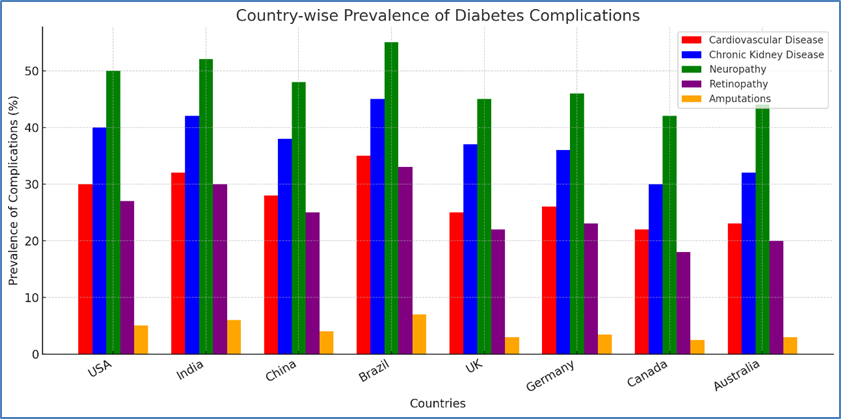 Country-wise Prevalence of Diabetes Complications
Cardiovascular Disease
Chronic Kidney Disease
Neuropathy
Retinopathy
Amputations
Prevalence of Complications (%)
50
40
30
20
10
0
USA
India
China
Brazil
UK
Germany
Canada
Australia
Countries